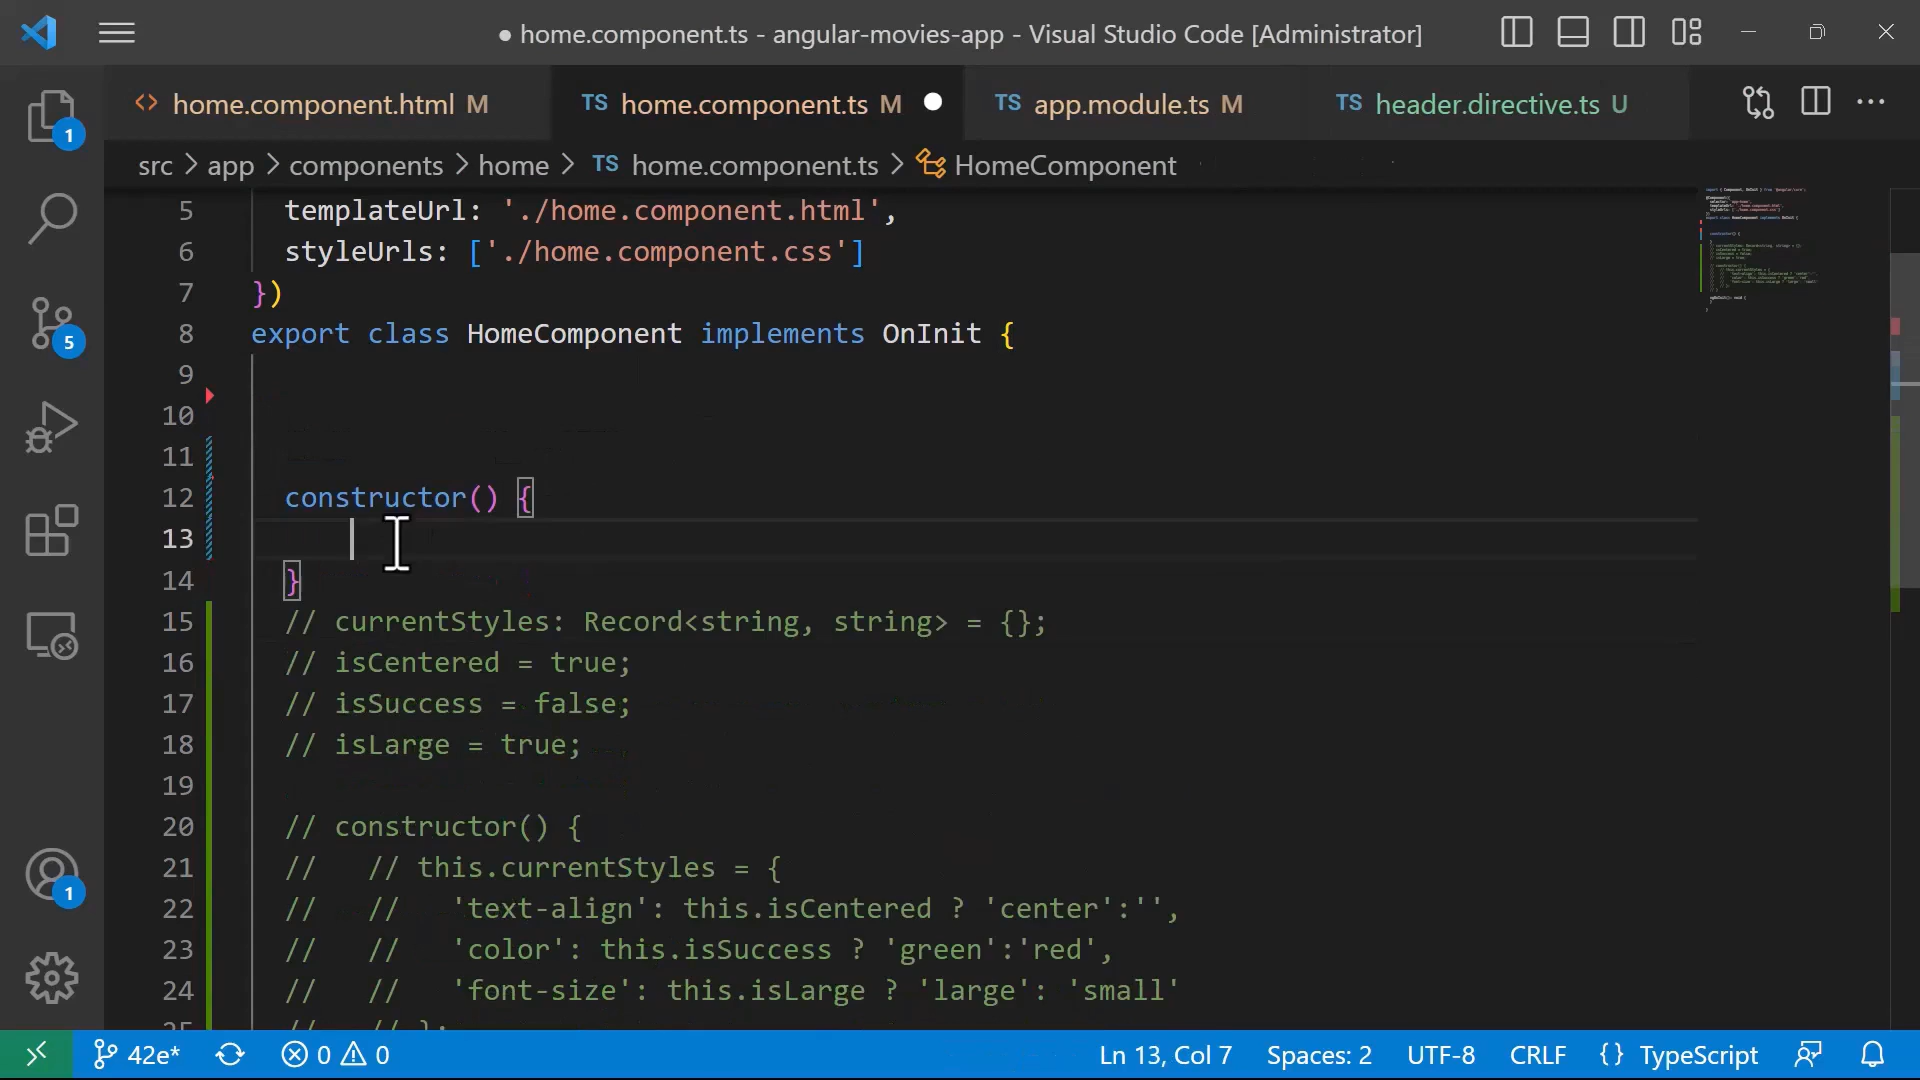 home.component.ts - angular-movies-app - Visual Studio Code [Administrator]
home.component.html M
TS home.component.ts M
TS app.module.ts M
TS header.directive.ts U
src > app > components > home > TS home.component.ts > HomeComponent
5 templateUrl: './home.component.html',
6 styleUrls: ['./home.component.css']
7 })
8 export class HomeComponent implements OnInit {
9
10
11
12 constructor() {
13
14 }
15 // currentStyles: Record<string, string> = {};
16 // isCentered = true;
17 // isSuccess = false;
18 // isLarge = true;
19
20 // constructor() {
21 // // this.currentStyles = {
22 // // 'text-align': this.isCentered ? 'center':'',
23 // // 'color': this.isSuccess ? 'green':'red',
24 // // 'font-size': this.isLarge ? 'large': 'small'
25 // // };
1
5
1
42e* 0 0 Ln 13, Col 7 Spaces: 2 UTF-8 CRLF {} TypeScript